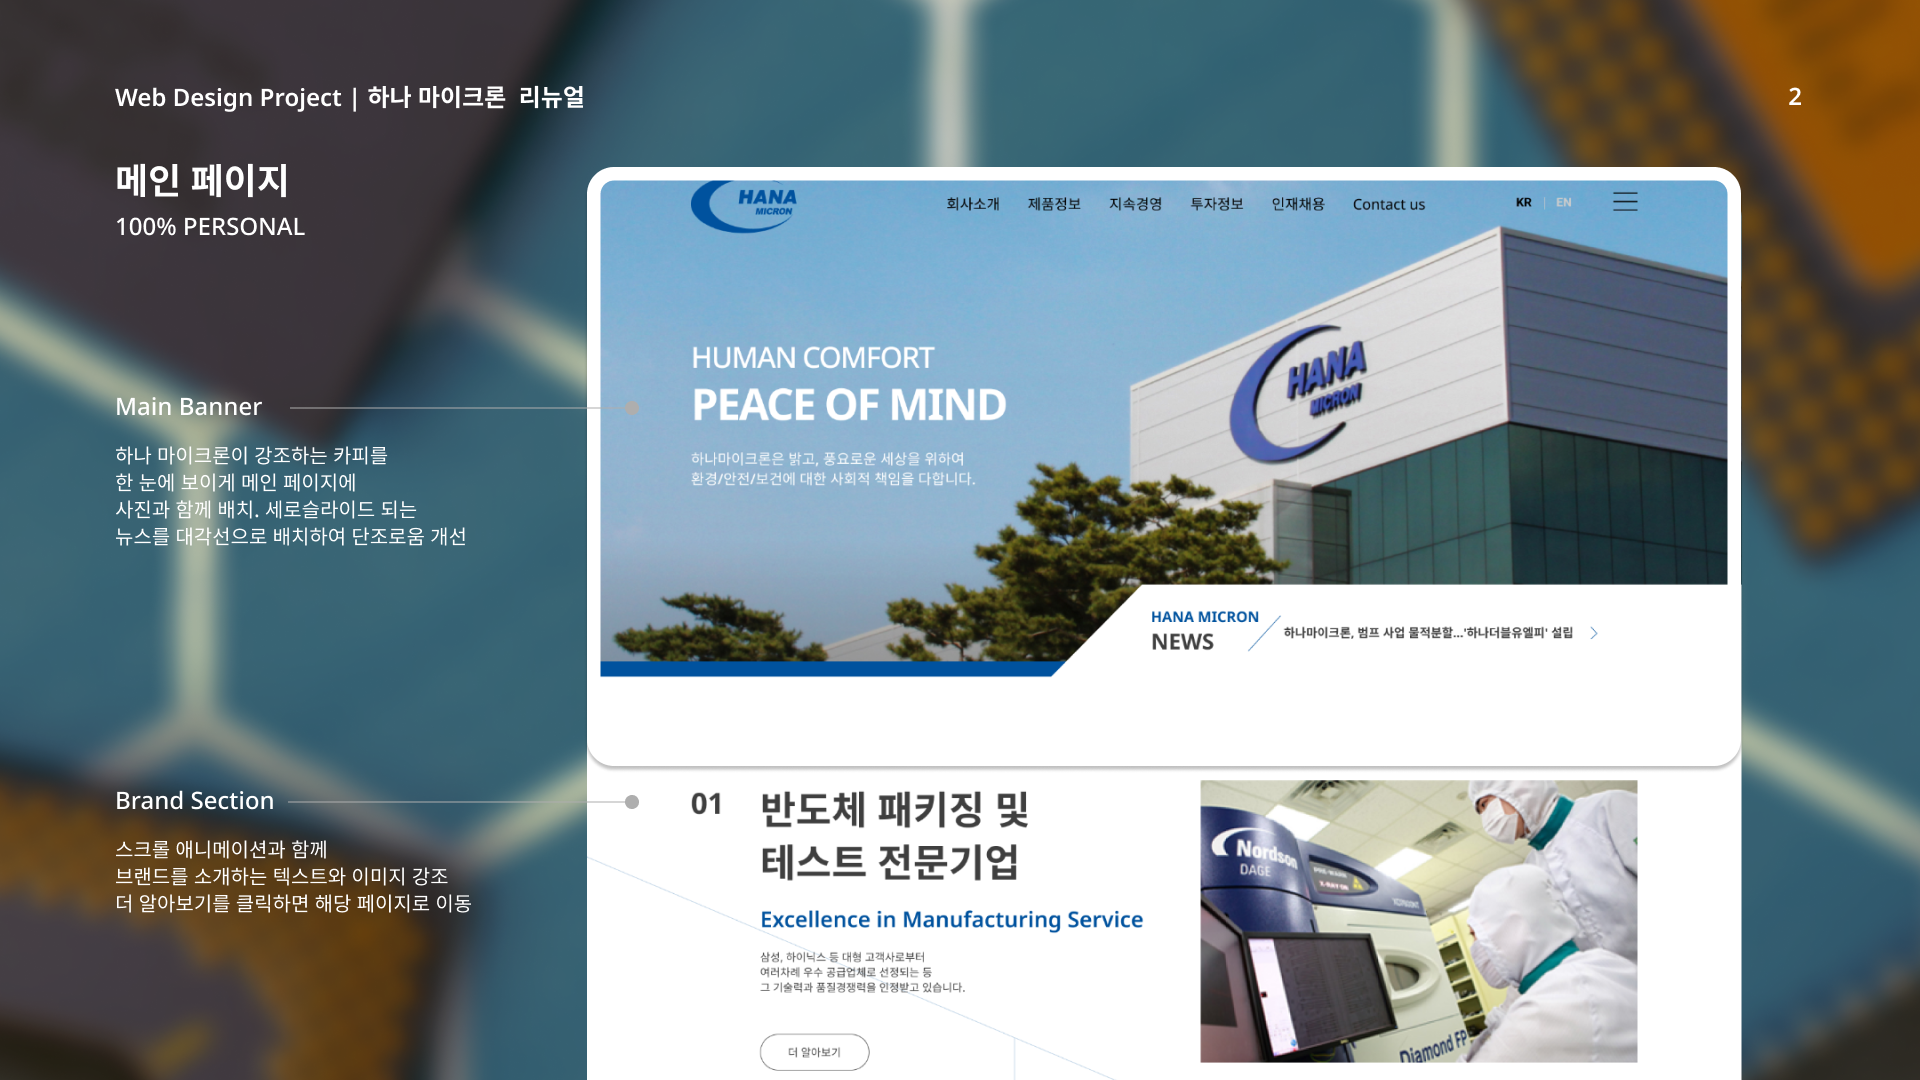 Web Design Project | 하나 마이크론 리뉴얼
2
메인 페이지
100% PERSONAL
HANA
MICRON
회사소개 제품정보 지속경영 투자정보 인재채용 Contact us
KR | EN
HUMAN COMFORT
PEACE OF MIND
하나마이크론은 밝고, 풍요로운 세상을 위하여
환경/안전/보건에 대한 사회적 책임을 다합니다.
HANA
MICRON
Main Banner
하나 마이크론이 강조하는 카피를
한 눈에 보이게 메인 페이지에
사진과 함께 배치. 세로슬라이드 되는
뉴스를 대각선으로 배치하여 단조로움 개선
HANA MICRON
NEWS
하나마이크론, 범프 사업 물적분할...'하나더블유엘피' 설립
Brand Section
스크롤 애니메이션과 함께
브랜드를 소개하는 텍스트와 이미지 강조
더 알아보기를 클릭하면 해당 페이지로 이동
01
반도체 패키징 및
테스트 전문기업
Excellence in Manufacturing Service
삼성, 하이닉스 등 대형 고객사로부터
여러차례 우수 공급업체로 선정되는 등
그 기술력과 품질경쟁력을 인정받고 있습니다.
더 알아보기
Nordson
DAGE
X-RAY ON
Diamond FP